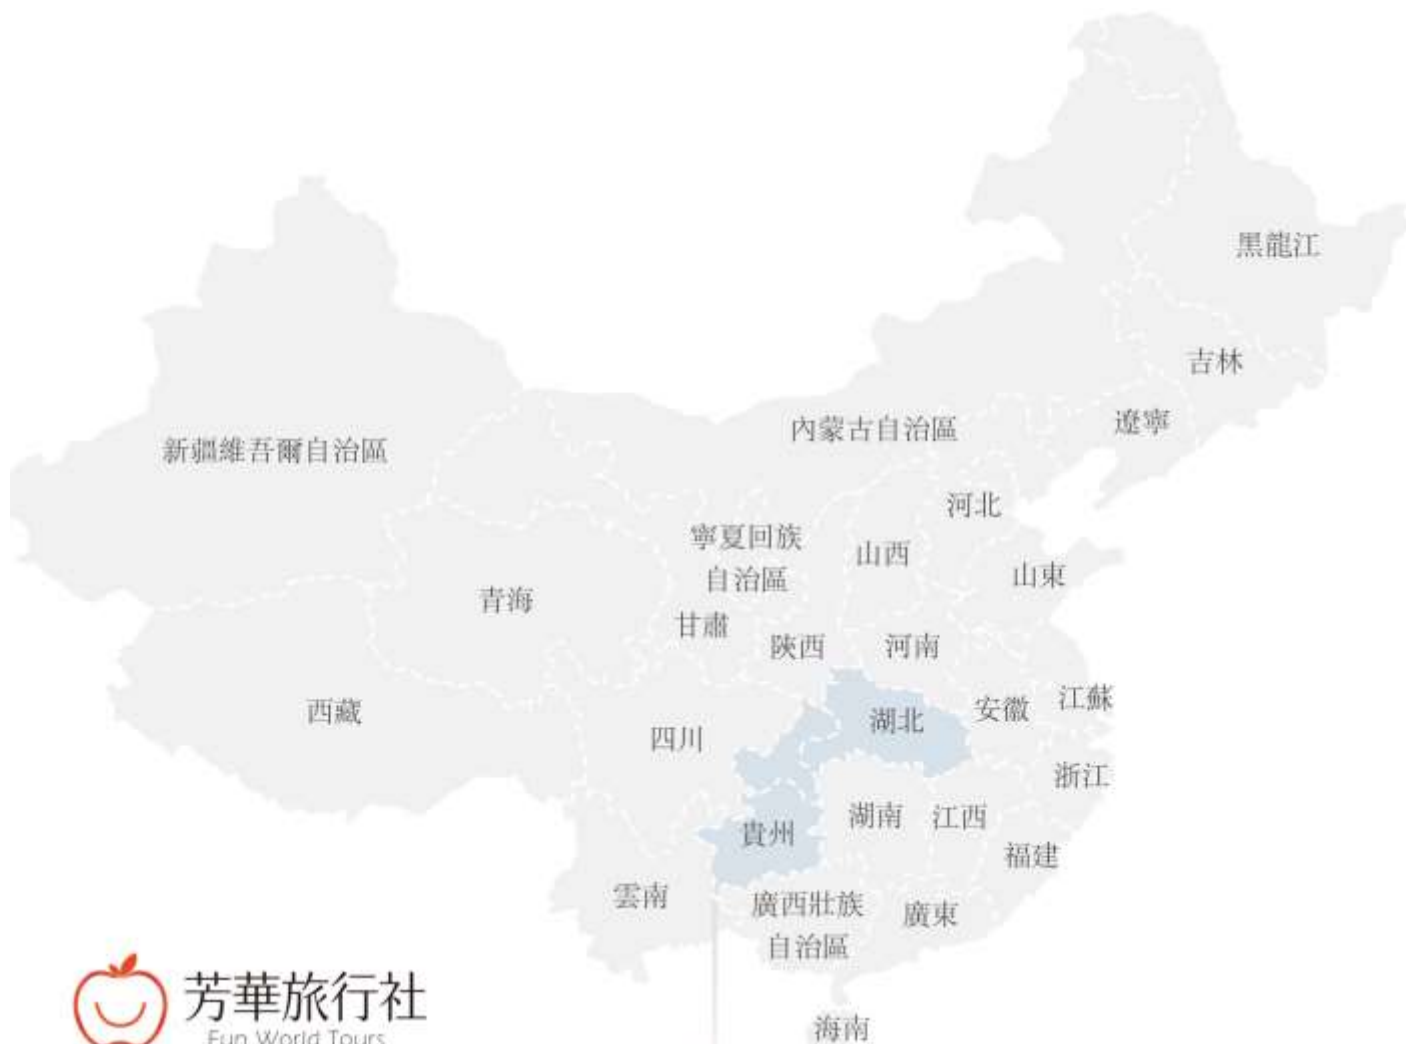 黑龍江
吉林
遼寧
內蒙古自治區
新疆維吾爾自治區
河北
寧夏回族
自治區
山西
山東
青海
甘肅
陝西
河南
西藏
四川
湖北
安徽
江蘇
浙江
貴州
湖南
江西
福建
雲南
廣西壯族
自治區
廣東
海南
芳華旅行社
Fun World Tours